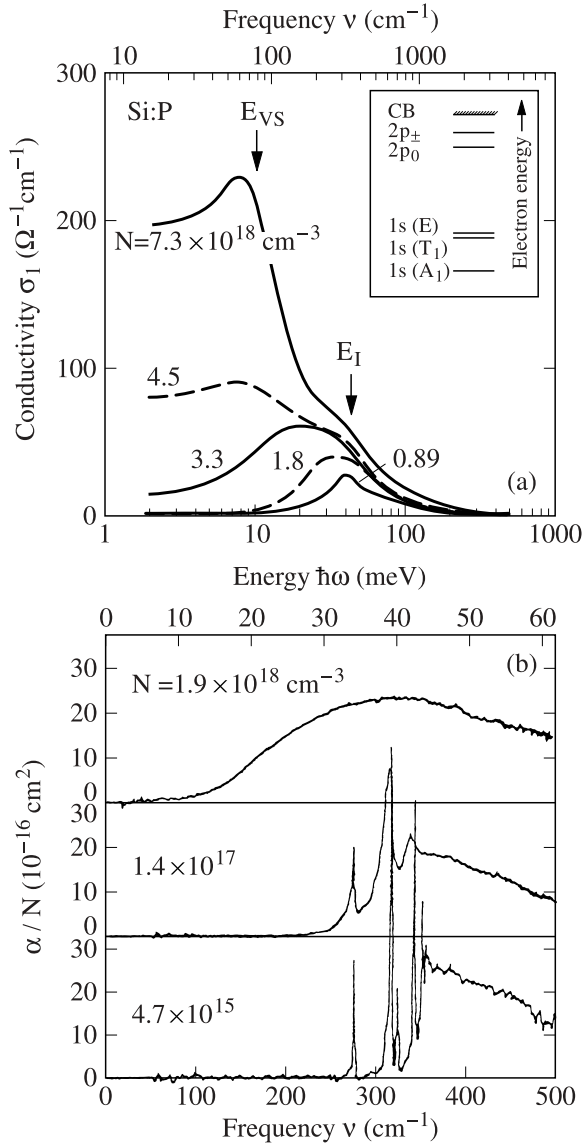 Frequency ν (cm⁻¹)
10 100 1000
300
200
100
0
Conductivity σ₁ (Ω⁻¹cm⁻¹)
Si:P
E_VS
N=7.3 × 10¹⁸ cm⁻³
4.5
3.3
1.8
E_I
0.89
(a)
CB
2p±
2p₀
1s (E)
1s (T₁)
1s (A₁)
Electron energy
1 10 100 1000
Energy ħω (meV)
0 10 20 30 40 50 60
(b)
N =1.9 × 10¹⁸ cm⁻³
30
20
10
0
1.4 × 10¹⁷
20
10
0
4.7 × 10¹⁵
30
20
10
0
α / N (10⁻¹⁶ cm²)
0 100 200 300 400 500
Frequency ν (cm⁻¹)